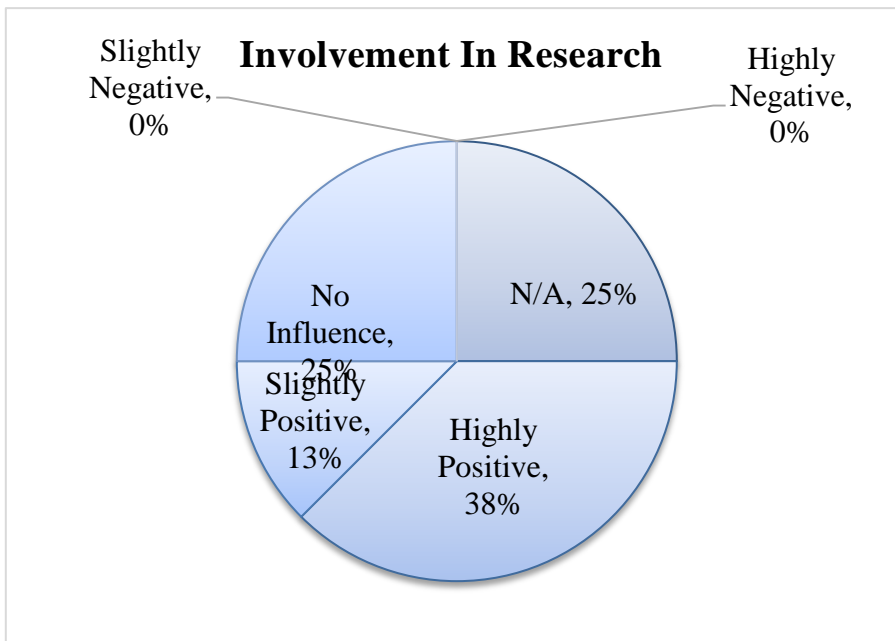 Involvement In Research
Slightly
Negative,
0%
Highly
Negative,
0%
N/A, 25%
No
Influence,
25%
Slightly
Positive,
13%
Highly
Positive,
38%